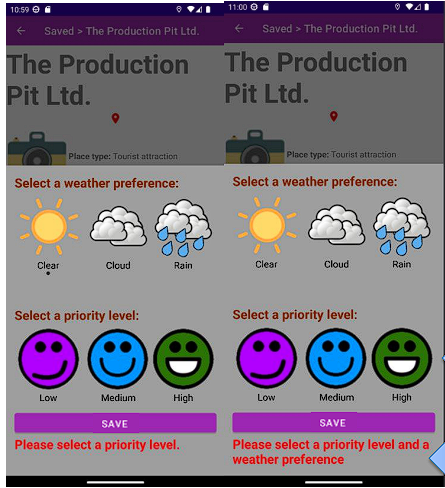 10:59
Saved > The Production Pit Ltd.
The Production
Pit Ltd.
Place type: Tourist attraction
Select a weather preference:
Clear Cloud Rain
Select a priority level:
Low Medium High
SAVE
Please select a priority level.
11:00
Saved > The Production Pit Ltd.
The Production
Pit Ltd.
Place type: Tourist attraction
Select a weather preference:
Clear Cloud Rain
Select a priority level:
Low Medium High
SAVE
Please select a priority level and a
weather preference